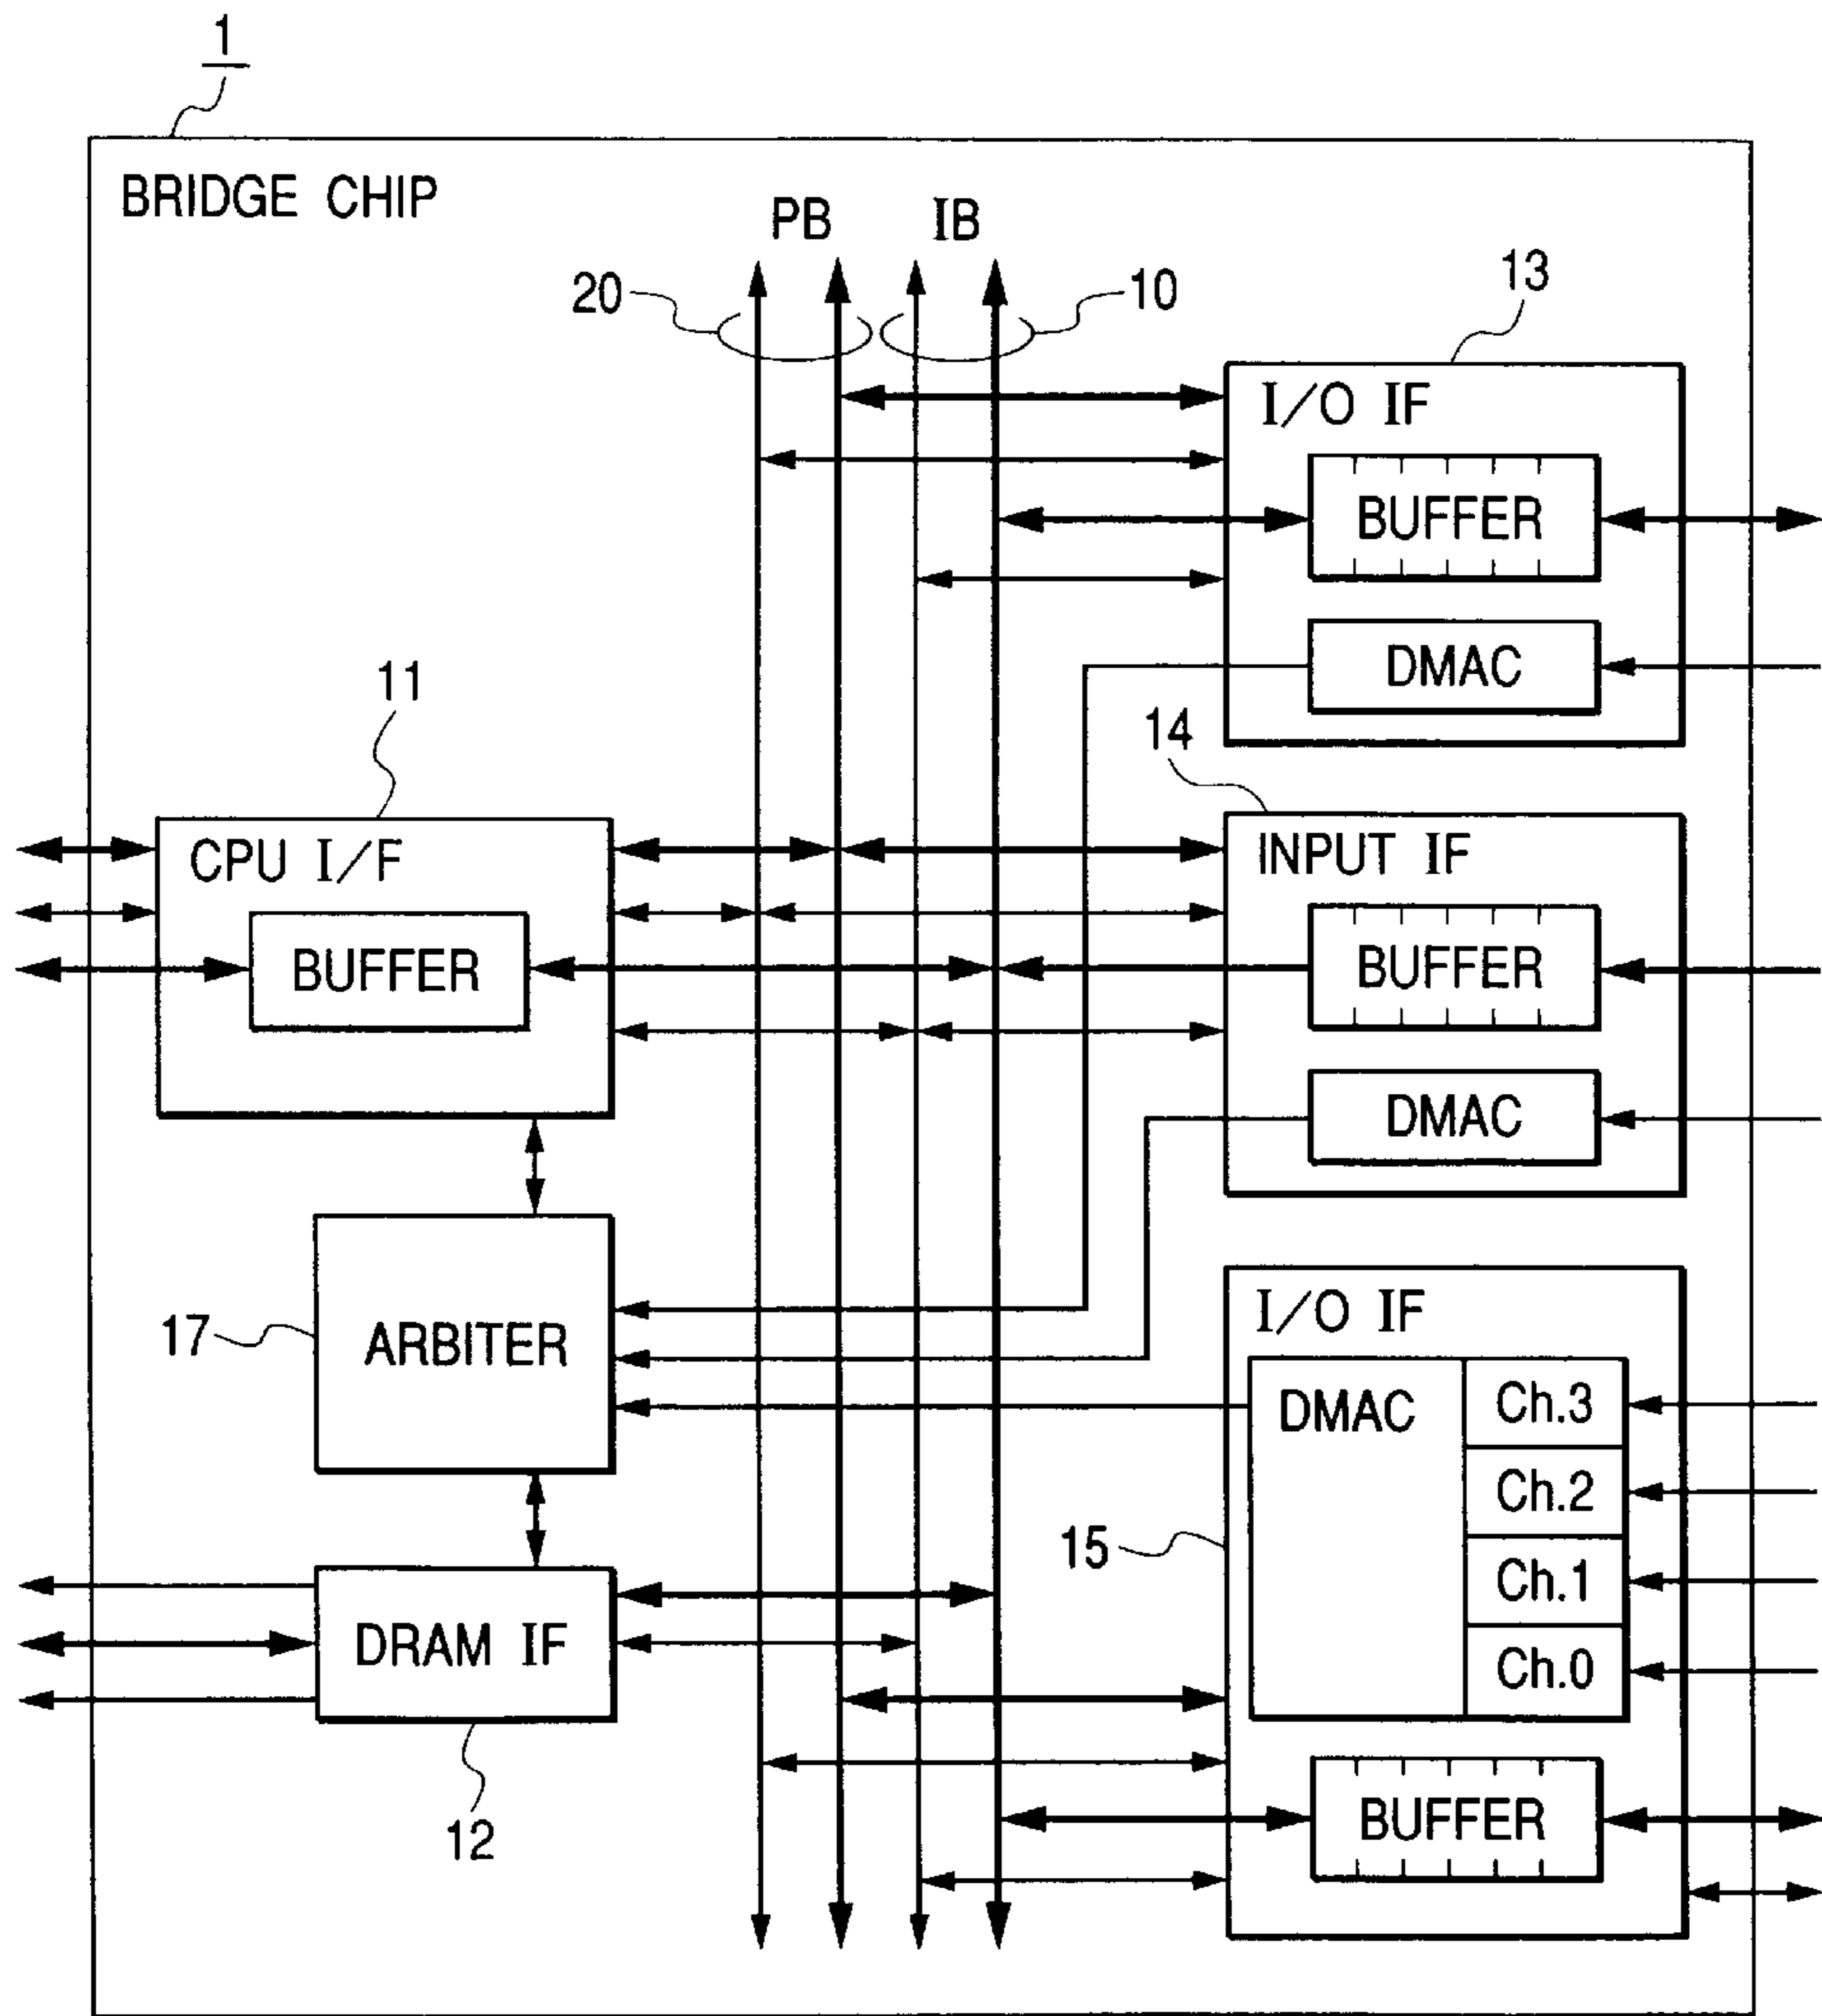 1
BRIDGE CHIP
PB IB
20
10
13
I/O IF
BUFFER
DMAC
11
CPU I/F
BUFFER
14
INPUT IF
BUFFER
DMAC
17
ARBITER
I/O IF
DMAC
Ch.3
Ch.2
Ch.1
Ch.0
15
BUFFER
DRAM IF
12